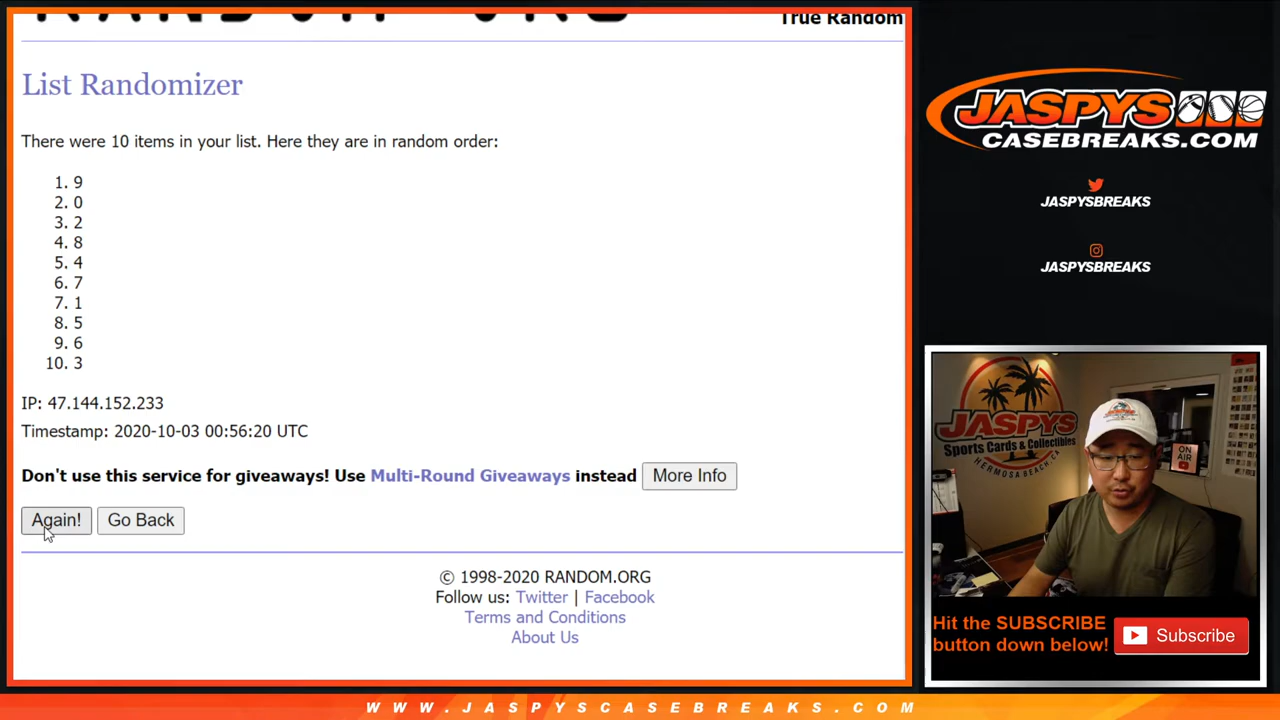 True Random
List Randomizer
There were 10 items in your list. Here they are in random order:
1. 9
2. 0
3. 2
4. 8
5. 4
6. 7
7. 1
8. 5
9. 6
10. 3
IP: 47.144.152.233
Timestamp: 2020-10-03 00:56:20 UTC
Don't use this service for giveaways! Use Multi-Round Giveaways instead More Info
Again! Go Back
© 1998-2020 RANDOM.ORG
Follow us: Twitter | Facebook
Terms and Conditions
About Us
JASPYS
CASEBREAKS.COM
JASPYSBREAKS
JASPYSBREAKS
JASPYS
Sports Cards & Collectibles
HERMOSA BEACH, CA
ON AIR
Hit the SUBSCRIBE
button down below!
Subscribe
WWW.JASPYSCASEBREAKS.COM